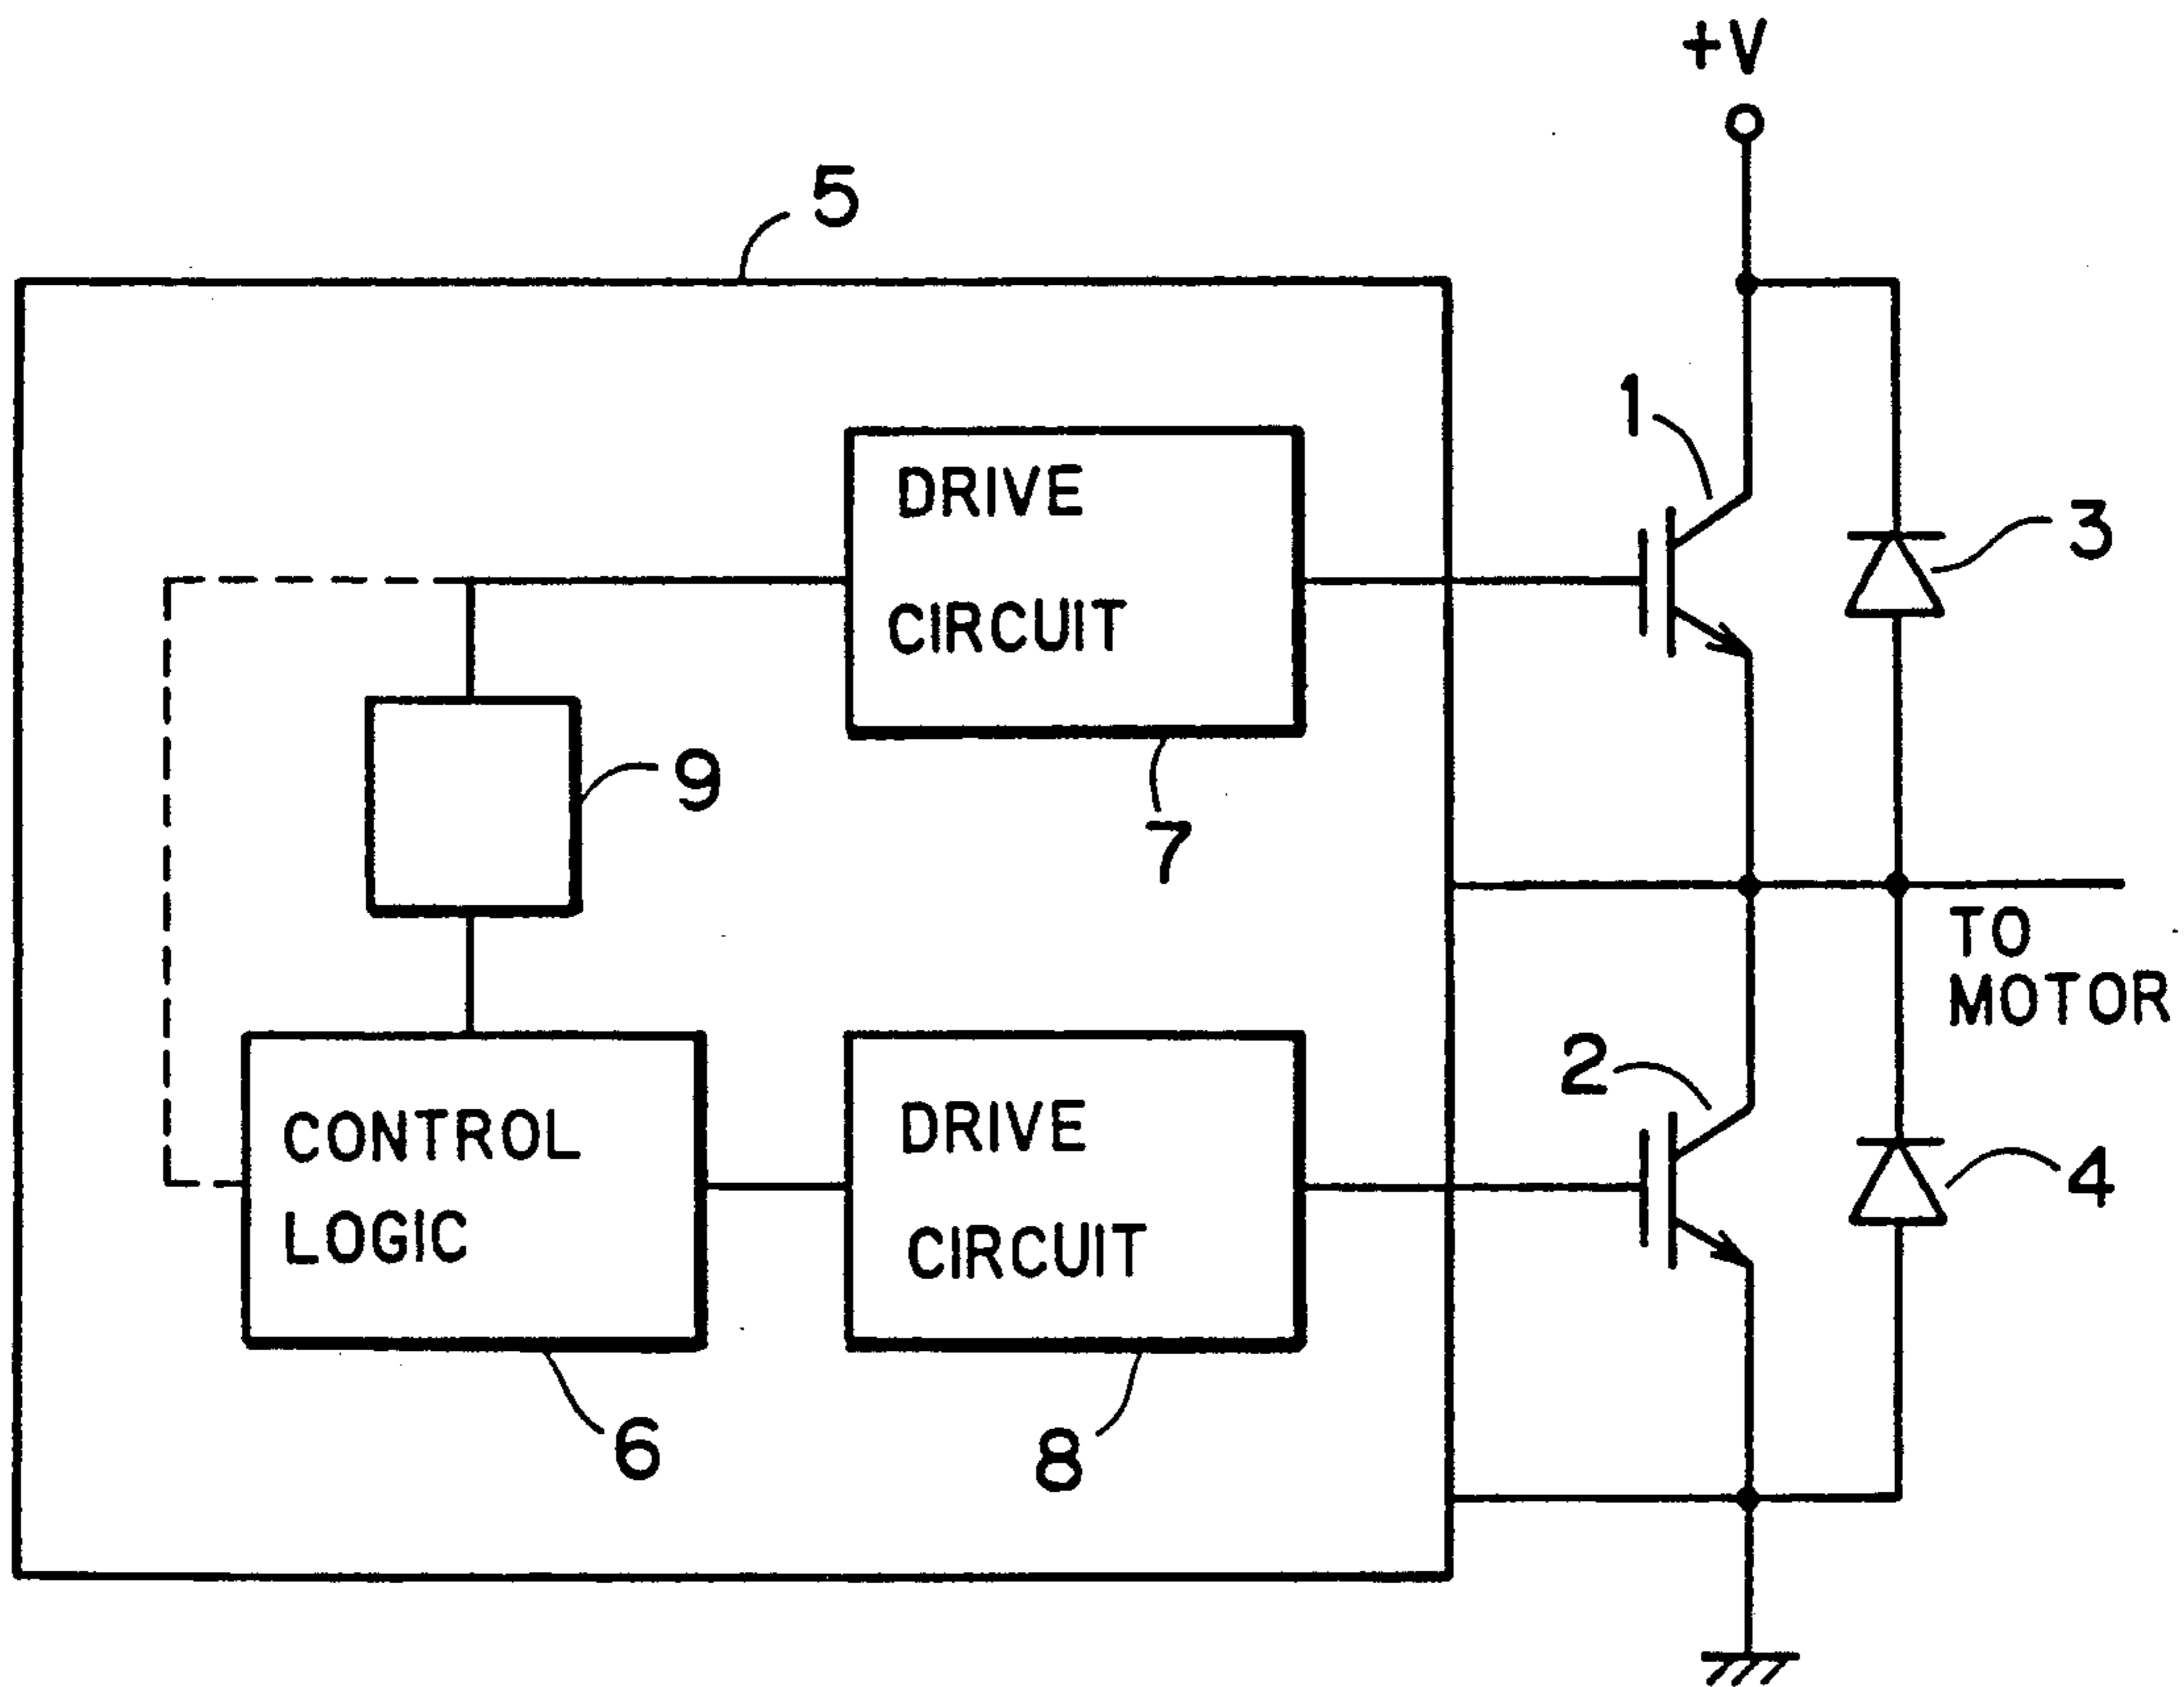 +V
5
1
DRIVE
CIRCUIT
3
9
7
TO
MOTOR
2
CONTROL
LOGIC
DRIVE
CIRCUIT
4
6
8